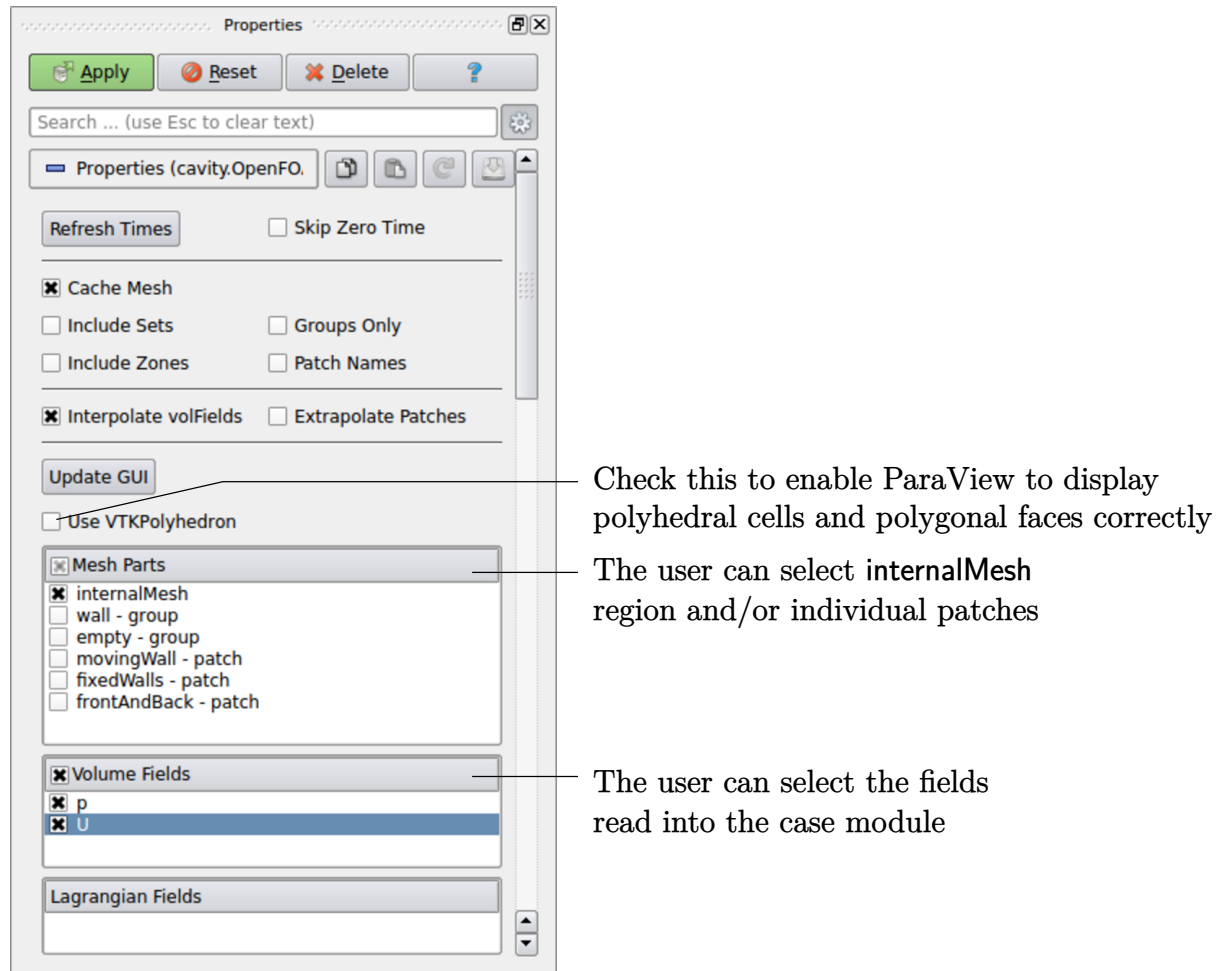 Properties
Apply Reset Delete ?
Search ... (use Esc to clear text)
Properties (cavity.OpenFO.
Refresh Times Skip Zero Time
Cache Mesh
Include Sets Groups Only
Include Zones Patch Names
Interpolate volFields Extrapolate Patches
Update GUI
Use VTKPolyhedron
Check this to enable ParaView to display
polyhedral cells and polygonal faces correctly
Mesh Parts
internalMesh
wall - group
empty - group
movingWall - patch
fixedWalls - patch
frontAndBack - patch
The user can select internalMesh
region and/or individual patches
Volume Fields
p
U
The user can select the fields
read into the case module
Lagrangian Fields